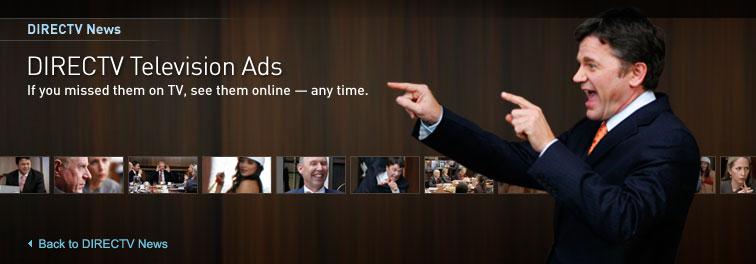 DIRECTV News
DIRECTV Television Ads
If you missed them on TV, see them online — any time.
Back to DIRECTV News